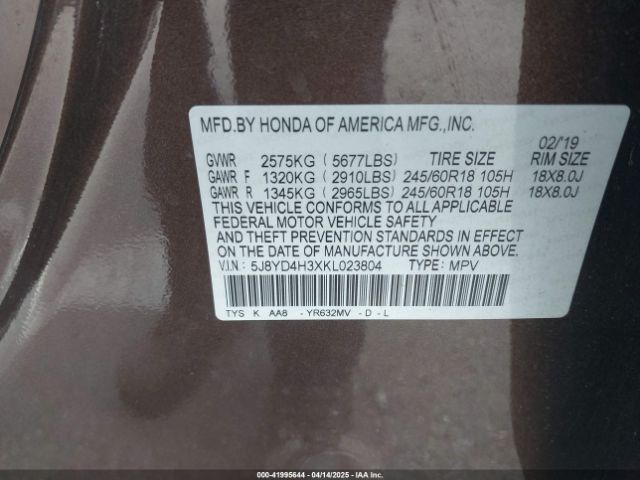 MFD.BY HONDA OF AMERICA MFG.,INC.
02/'19
GVWR 2575KG ( 5677LBS) TIRE SIZE RIM SIZE
GAWR F 1320KG ( 2910LBS) 245/60R18 105H 18X8.0J
GAWR R 1345KG ( 2965LBS) 245/60R18 105H 18X8.0J
THIS VEHICLE CONFORMS TO ALL APPLICABLE
FEDERAL MOTOR VEHICLE SAFETY
AND THEFT PREVENTION STANDARDS IN EFFECT
ON THE DATE OF MANUFACTURE SHOWN ABOVE.
V.I.N: 5J8YD4H3XKL023804 TYPE: MPV
TYS K AA8 - YR632MV - D - L
000-41995644 - 04/14/2025 - IAA Inc.